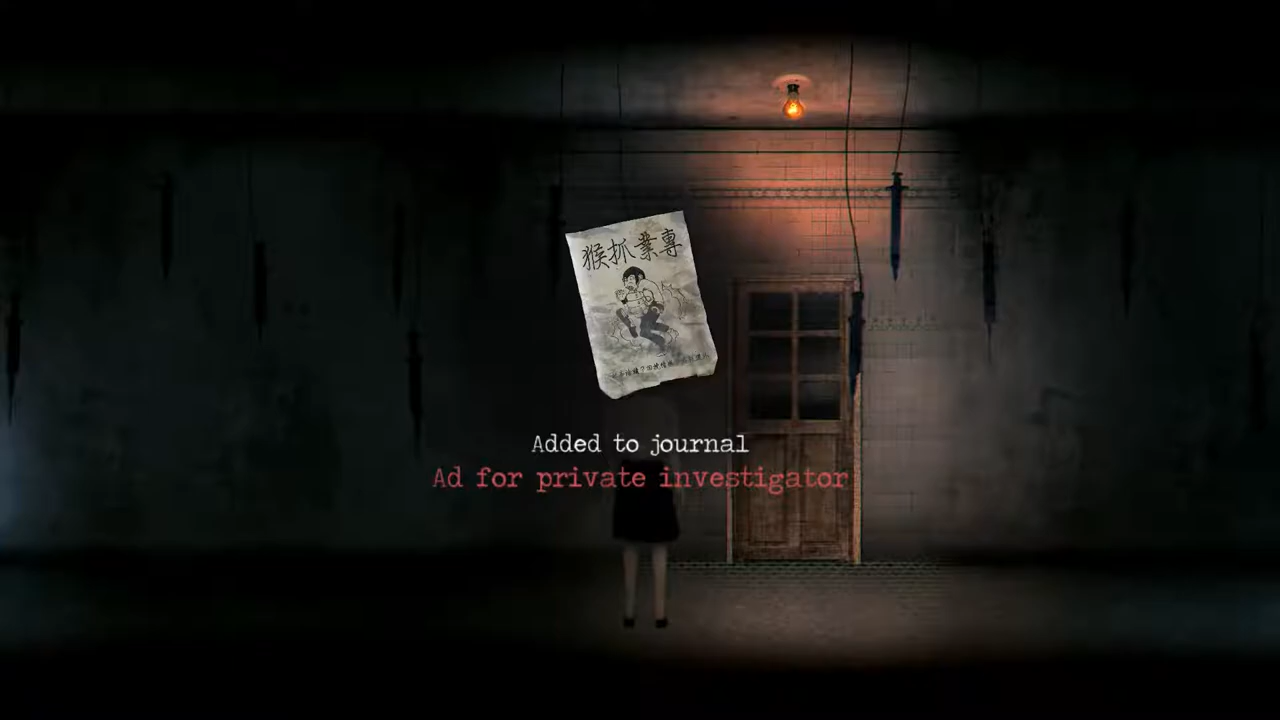 猴抓業專
Added to journal
Ad for private investigator